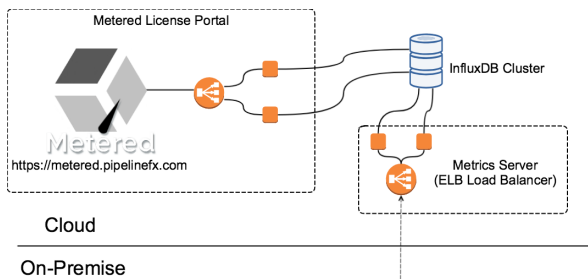 Metered License Portal
InfluxDB Cluster
Metered
https://metered.pipelinefx.com
Metrics Server
(ELB Load Balancer)
Cloud
On-Premise